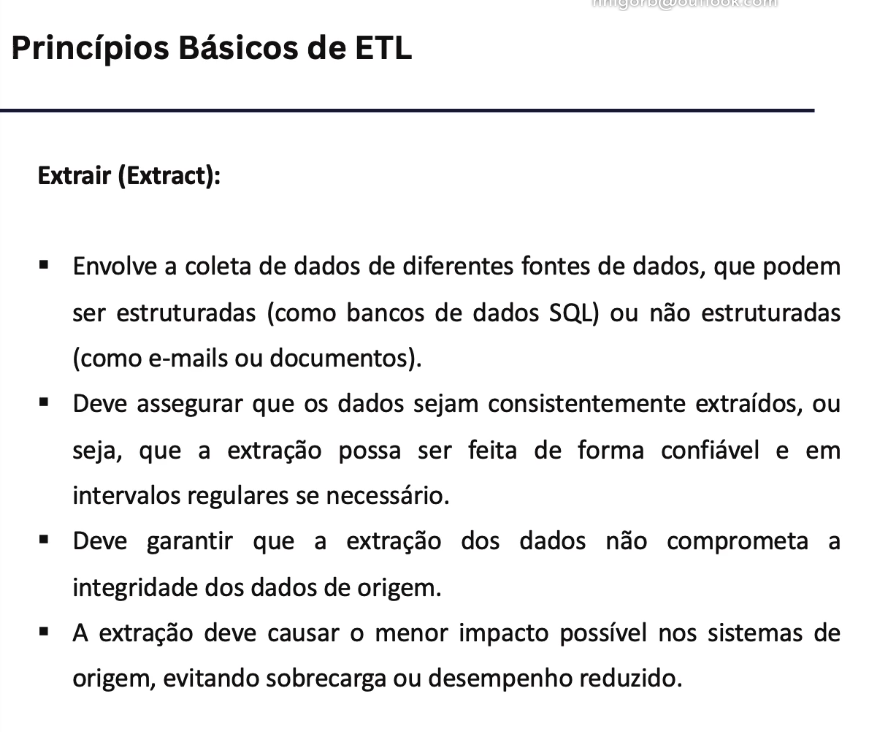 Princípios Básicos de ETL
Extrair (Extract):
▪ Envolve a coleta de dados de diferentes fontes de dados, que podem
ser estruturadas (como bancos de dados SQL) ou não estruturadas
(como e-mails ou documentos).
▪ Deve assegurar que os dados sejam consistentemente extraídos, ou
seja, que a extração possa ser feita de forma confiável e em
intervalos regulares se necessário.
▪ Deve garantir que a extração dos dados não comprometa a
integridade dos dados de origem.
▪ A extração deve causar o menor impacto possível nos sistemas de
origem, evitando sobrecarga ou desempenho reduzido.